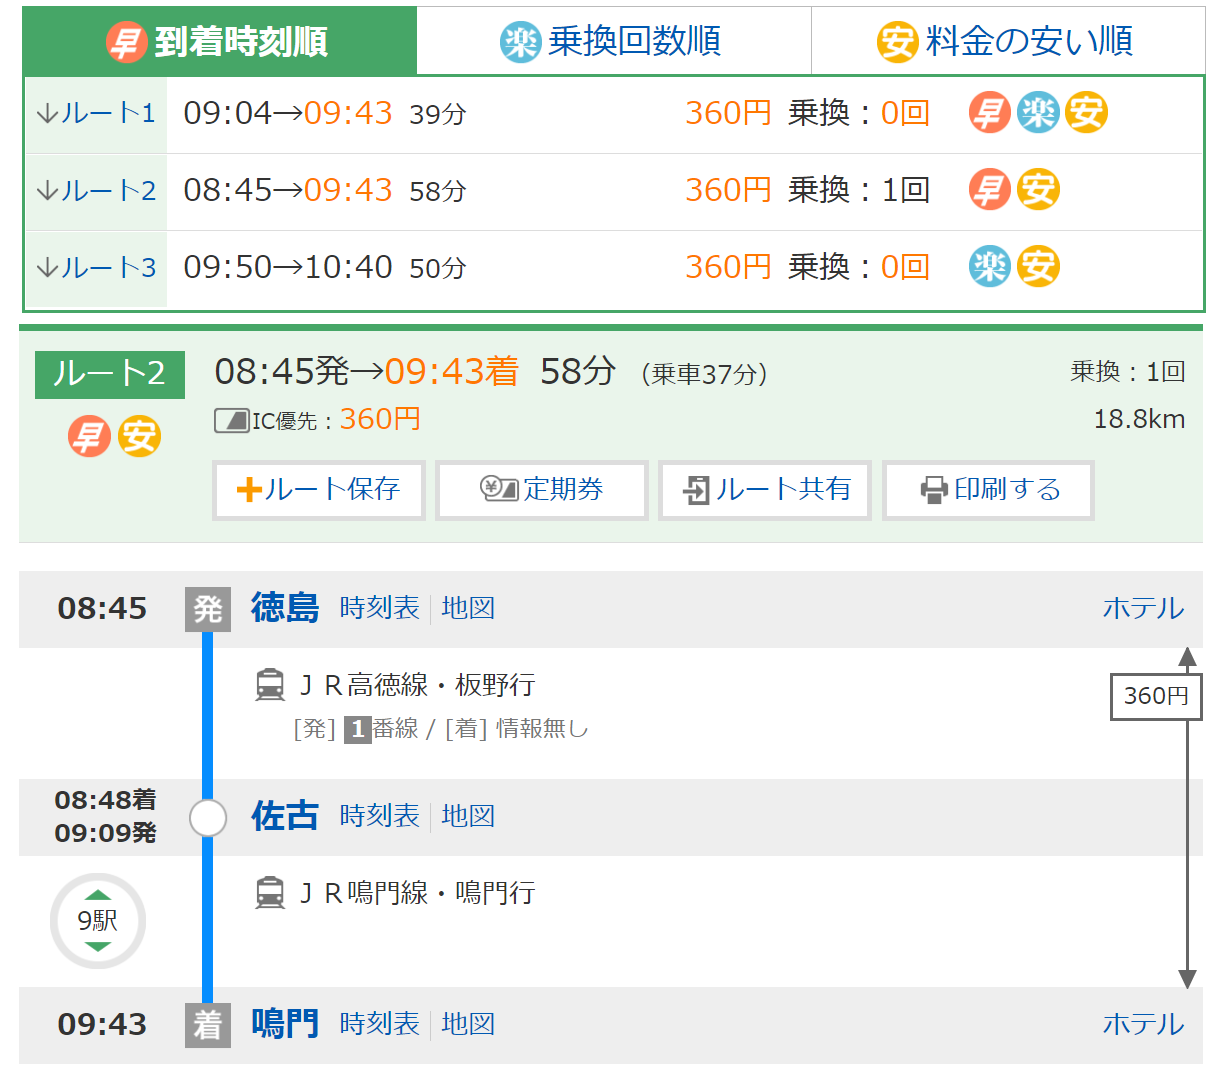 早 到着時刻順 楽 乗換回数順 安 料金の安い順
↓ルート1 09:04→09:43 39分 360円 乗換：0回 早 楽 安
↓ルート2 08:45→09:43 58分 360円 乗換：1回 早 安
↓ルート3 09:50→10:40 50分 360円 乗換：0回 楽 安
ルート2 08:45発→09:43着 58分 （乗車37分） 乗換：1回
早 安 IC優先：360円 18.8km
ルート保存 定期券 ルート共有 印刷する
08:45 発 徳島 時刻表 地図 ホテル
ＪＲ高徳線・板野行 360円
[発] 1番線 / [着] 情報無し
08:48着
09:09発 佐古 時刻表 地図
ＪＲ鳴門線・鳴門行
9駅
09:43 着 鳴門 時刻表 地図 ホテル